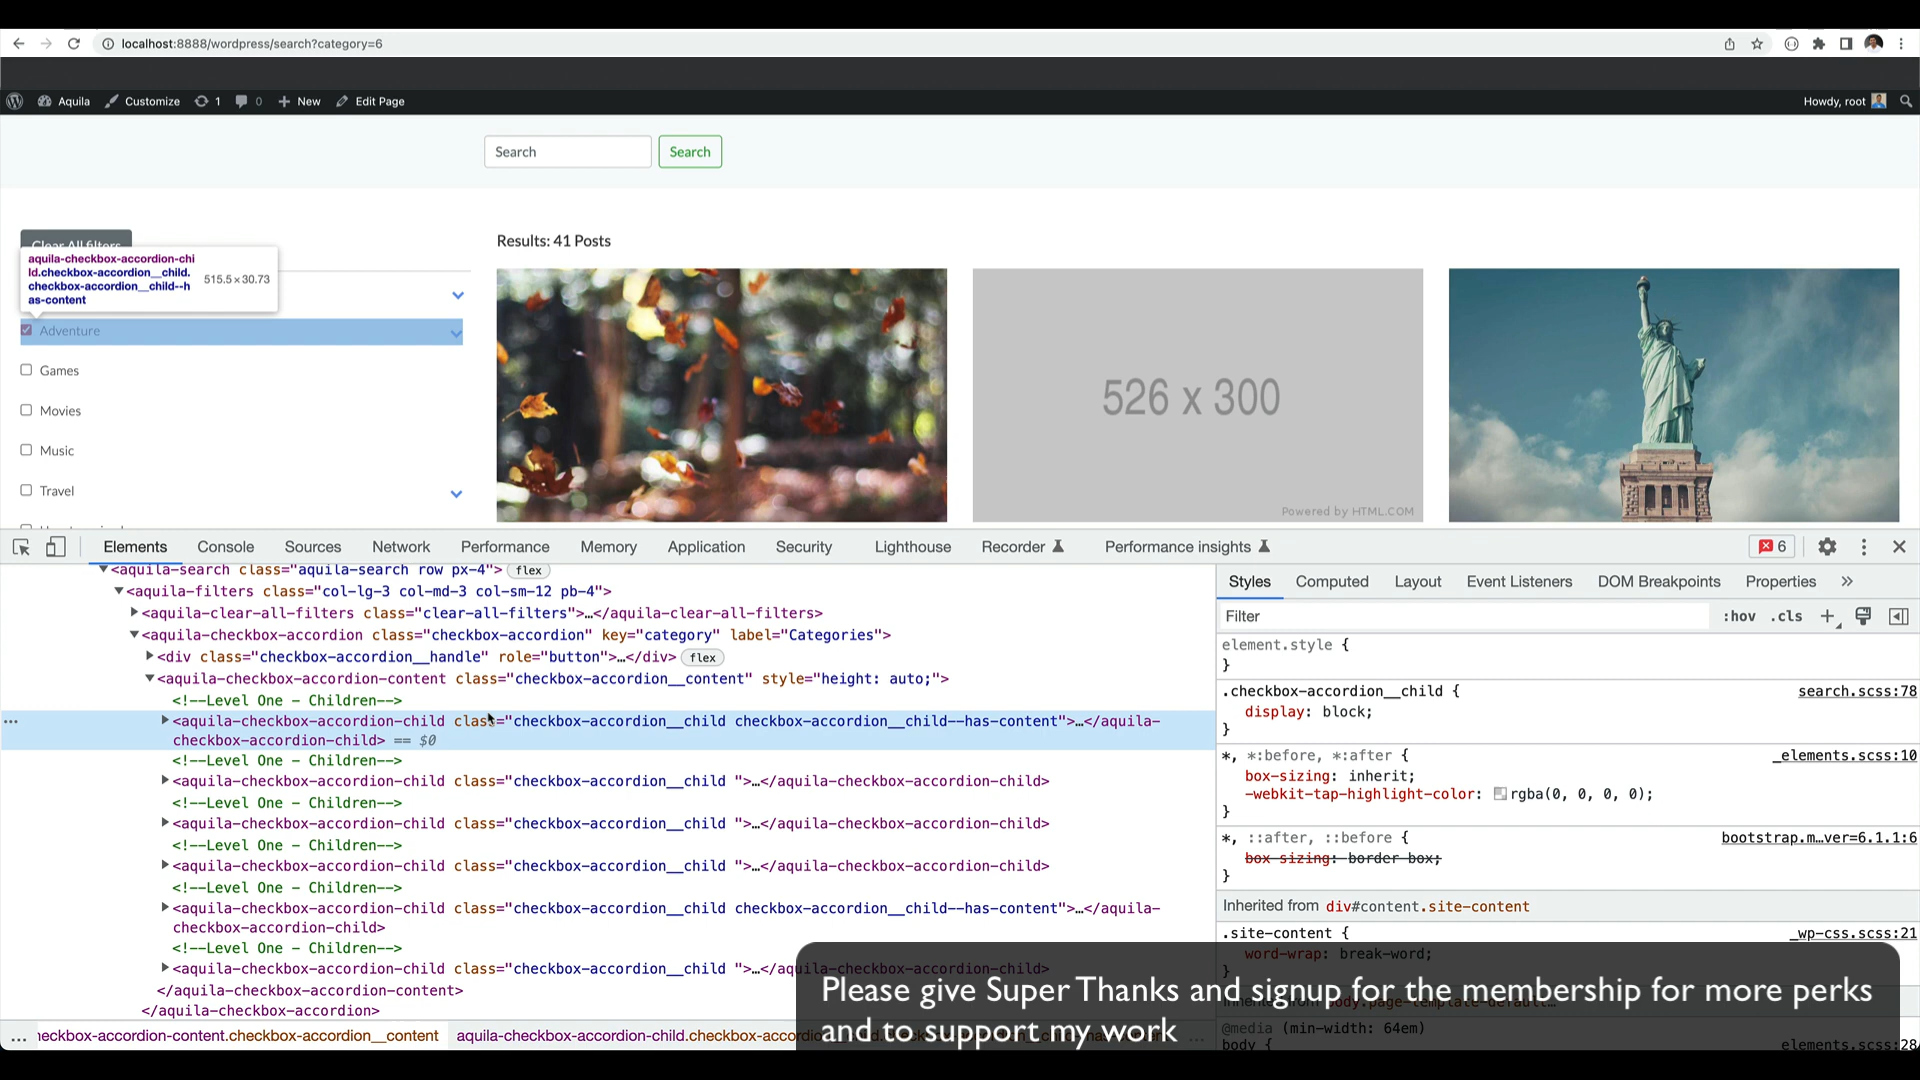 localhost:8888/wordpress/search?category=6
Aquila Customize 1 0 New Edit Page Howdy, root
Search Search
Clear All filters
Results: 41 Posts
aquila-checkbox-accordion-chi
ld.checkbox-accordion__child.
checkbox-accordion__child--h
as-content
515.5 × 30.73
Adventure
Games
Movies
Music
Travel
526 x 300
Powered by HTML.COM
Elements Console Sources Network Performance Memory Application Security Lighthouse Recorder Performance insights 6
<aquila-search class="aquila-search row px-4"> flex
<aquila-filters class="col-lg-3 col-md-3 col-sm-12 pb-4">
<aquila-clear-all-filters class="clear-all-filters">…</aquila-clear-all-filters>
<aquila-checkbox-accordion class="checkbox-accordion" key="category" label="Categories">
<div class="checkbox-accordion__handle" role="button">…</div> flex
<aquila-checkbox-accordion-content class="checkbox-accordion__content" style="height: auto;">
<!--Level One - Children-->
<aquila-checkbox-accordion-child class="checkbox-accordion__child checkbox-accordion__child--has-content">…</aquila-
checkbox-accordion-child> == $0
<!--Level One - Children-->
<aquila-checkbox-accordion-child class="checkbox-accordion__child ">…</aquila-checkbox-accordion-child>
<!--Level One - Children-->
<aquila-checkbox-accordion-child class="checkbox-accordion__child ">…</aquila-checkbox-accordion-child>
<!--Level One - Children-->
<aquila-checkbox-accordion-child class="checkbox-accordion__child ">…</aquila-checkbox-accordion-child>
<!--Level One - Children-->
<aquila-checkbox-accordion-child class="checkbox-accordion__child checkbox-accordion__child--has-content">…</aquila-
checkbox-accordion-child>
<!--Level One - Children-->
<aquila-checkbox-accordion-child class="checkbox-accordion__child ">…</aquila-checkbox-accordion-child>
</aquila-checkbox-accordion-content>
</aquila-checkbox-accordion>
… heckbox-accordion-content.checkbox-accordion__content aquila-checkbox-accordion-child.checkbox-acco
Styles Computed Layout Event Listeners DOM Breakpoints Properties »
Filter :hov .cls +
element.style {
}
.checkbox-accordion__child { search.scss:78
display: block;
}
*, *:before, *:after { _elements.scss:10
box-sizing: inherit;
-webkit-tap-highlight-color: rgba(0, 0, 0, 0);
}
*, ::after, ::before { bootstrap.m…ver=6.1.1:6
box-sizing: border-box;
}
Inherited from div#content.site-content
.site-content { _wp-css.scss:21
word-wrap: break-word;
}
@media (min-width: 64em)
body { elements.scss:28
Please give Super Thanks and signup for the membership for more perks
and to support my work